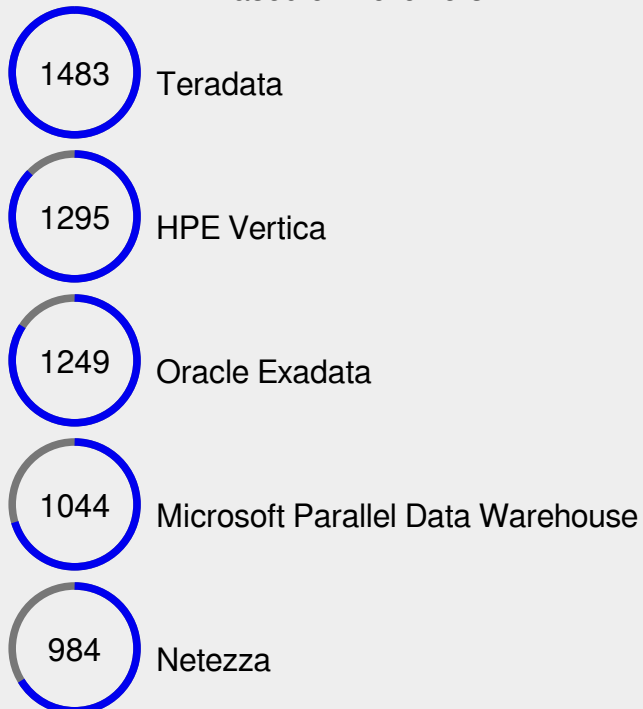 1483 Teradata
1295 HPE Vertica
1249 Oracle Exadata
1044 Microsoft Parallel Data Warehouse
984 Netezza